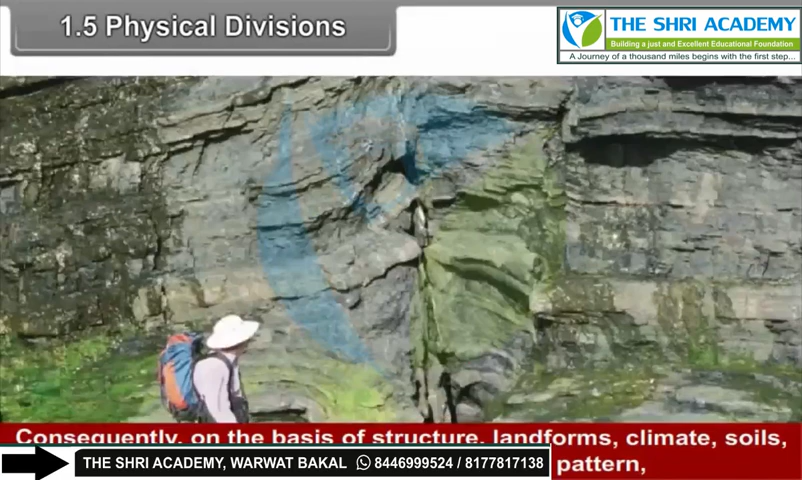 1.5 Physical Divisions
THE SHRI ACADEMY
Building a just and Excellent Educational Foundation
A Journey of a thousand miles begins with the first step...
Consequently, on the basis of structure, landforms, climate, soils,
pattern,
THE SHRI ACADEMY, WARWAT BAKAL 8446999524 / 8177817138